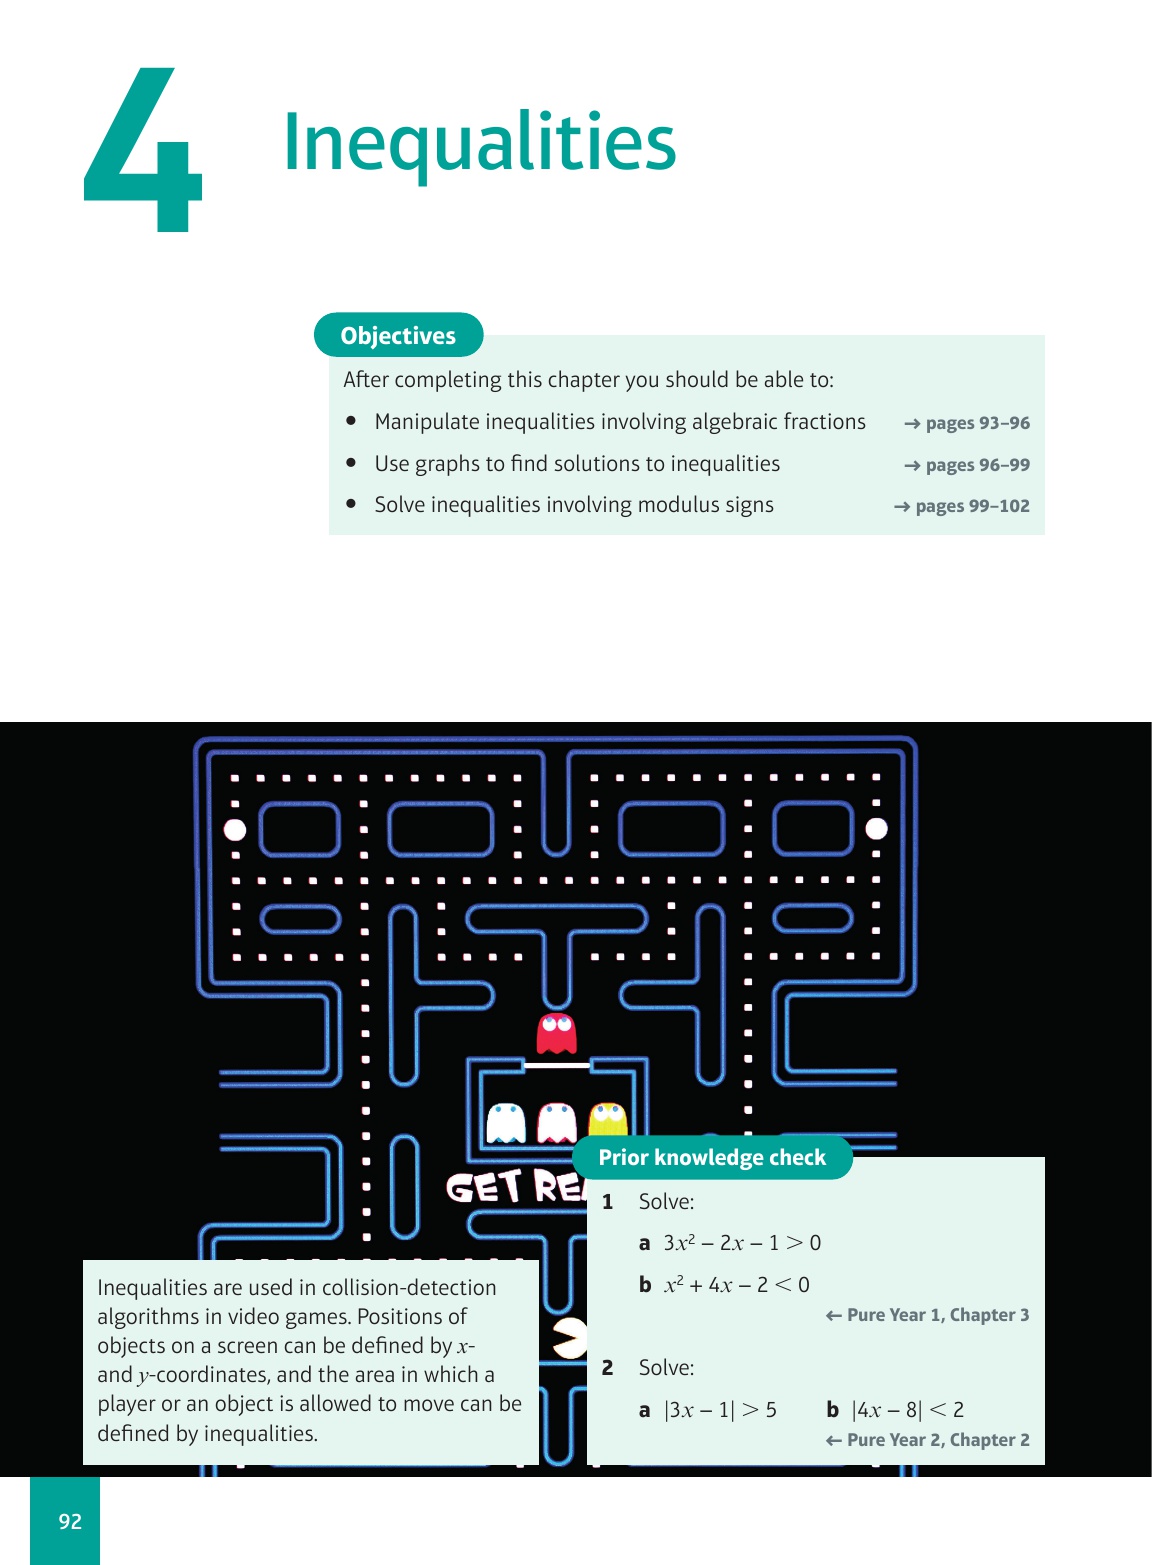 4
Inequalities
Objectives
After completing this chapter you should be able to:
• Manipulate inequalities involving algebraic fractions → pages 93–96
• Use graphs to find solutions to inequalities → pages 96–99
• Solve inequalities involving modulus signs → pages 99–102
GET REA
Inequalities are used in collision-detection
algorithms in video games. Positions of
objects on a screen can be defined by x-
and y-coordinates, and the area in which a
player or an object is allowed to move can be
defined by inequalities.
Prior knowledge check
1 Solve:
a 3x² – 2x – 1 > 0
b x² + 4x – 2 < 0
← Pure Year 1, Chapter 3
2 Solve:
a |3x – 1| > 5 b |4x – 8| < 2
← Pure Year 2, Chapter 2
92